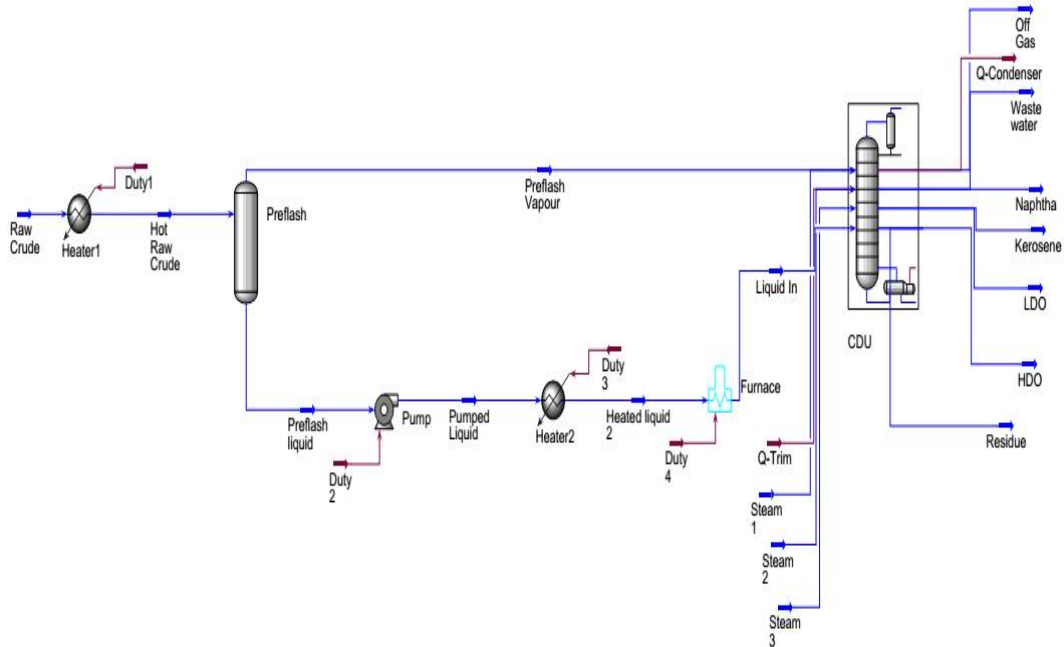 Off
Gas
Q-Condenser
Waste
water
Preflash
Vapour
Duty1
Naphtha
Raw
Crude
Heater1
Hot
Raw
Crude
Preflash
Kerosene
Liquid In
LDO
CDU
HDO
Duty
3
Furnace
Preflash
liquid
Pump
Pumped
Liquid
Heater2
Heated liquid
2
Residue
Duty
2
Duty
4
Q-Trim
Steam
1
Steam
2
Steam
3